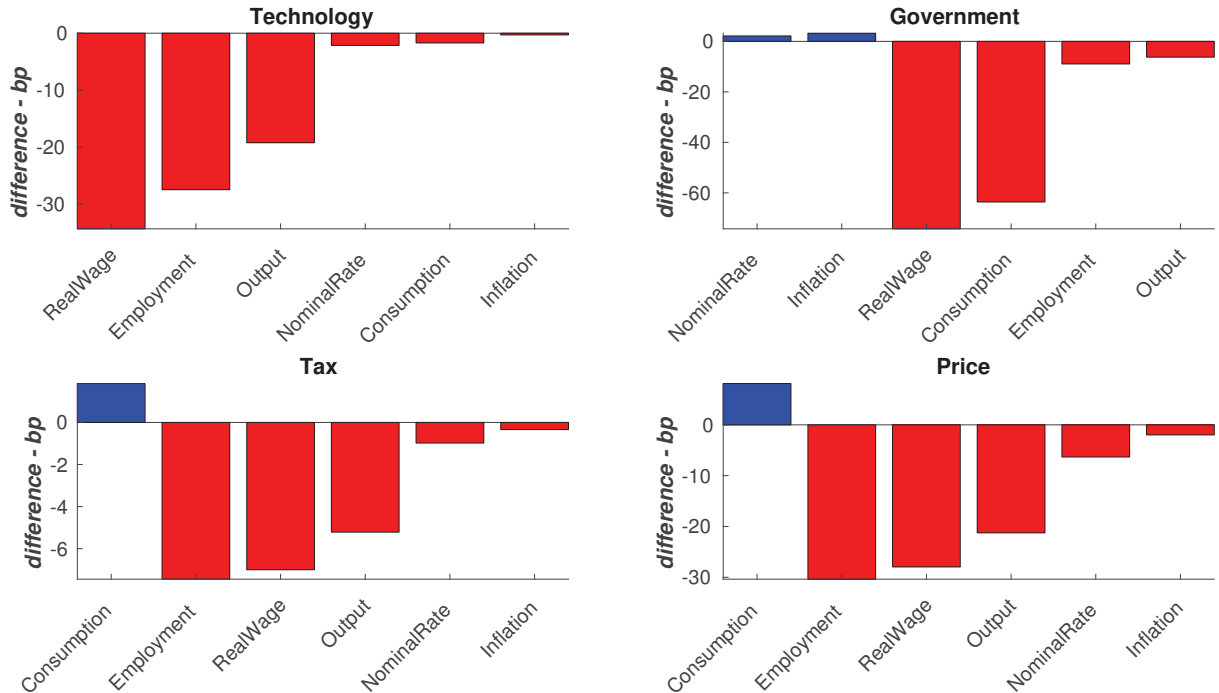 Technology
difference - bp
0
-10
-20
-30
RealWage
Employment
Output
NominalRate
Consumption
Inflation
Government
difference - bp
0
-20
-40
-60
NominalRate
Inflation
RealWage
Consumption
Employment
Output
Tax
difference - bp
0
-2
-4
-6
Consumption
Employment
RealWage
Output
NominalRate
Inflation
Price
difference - bp
0
-10
-20
-30
Consumption
Employment
RealWage
Output
NominalRate
Inflation